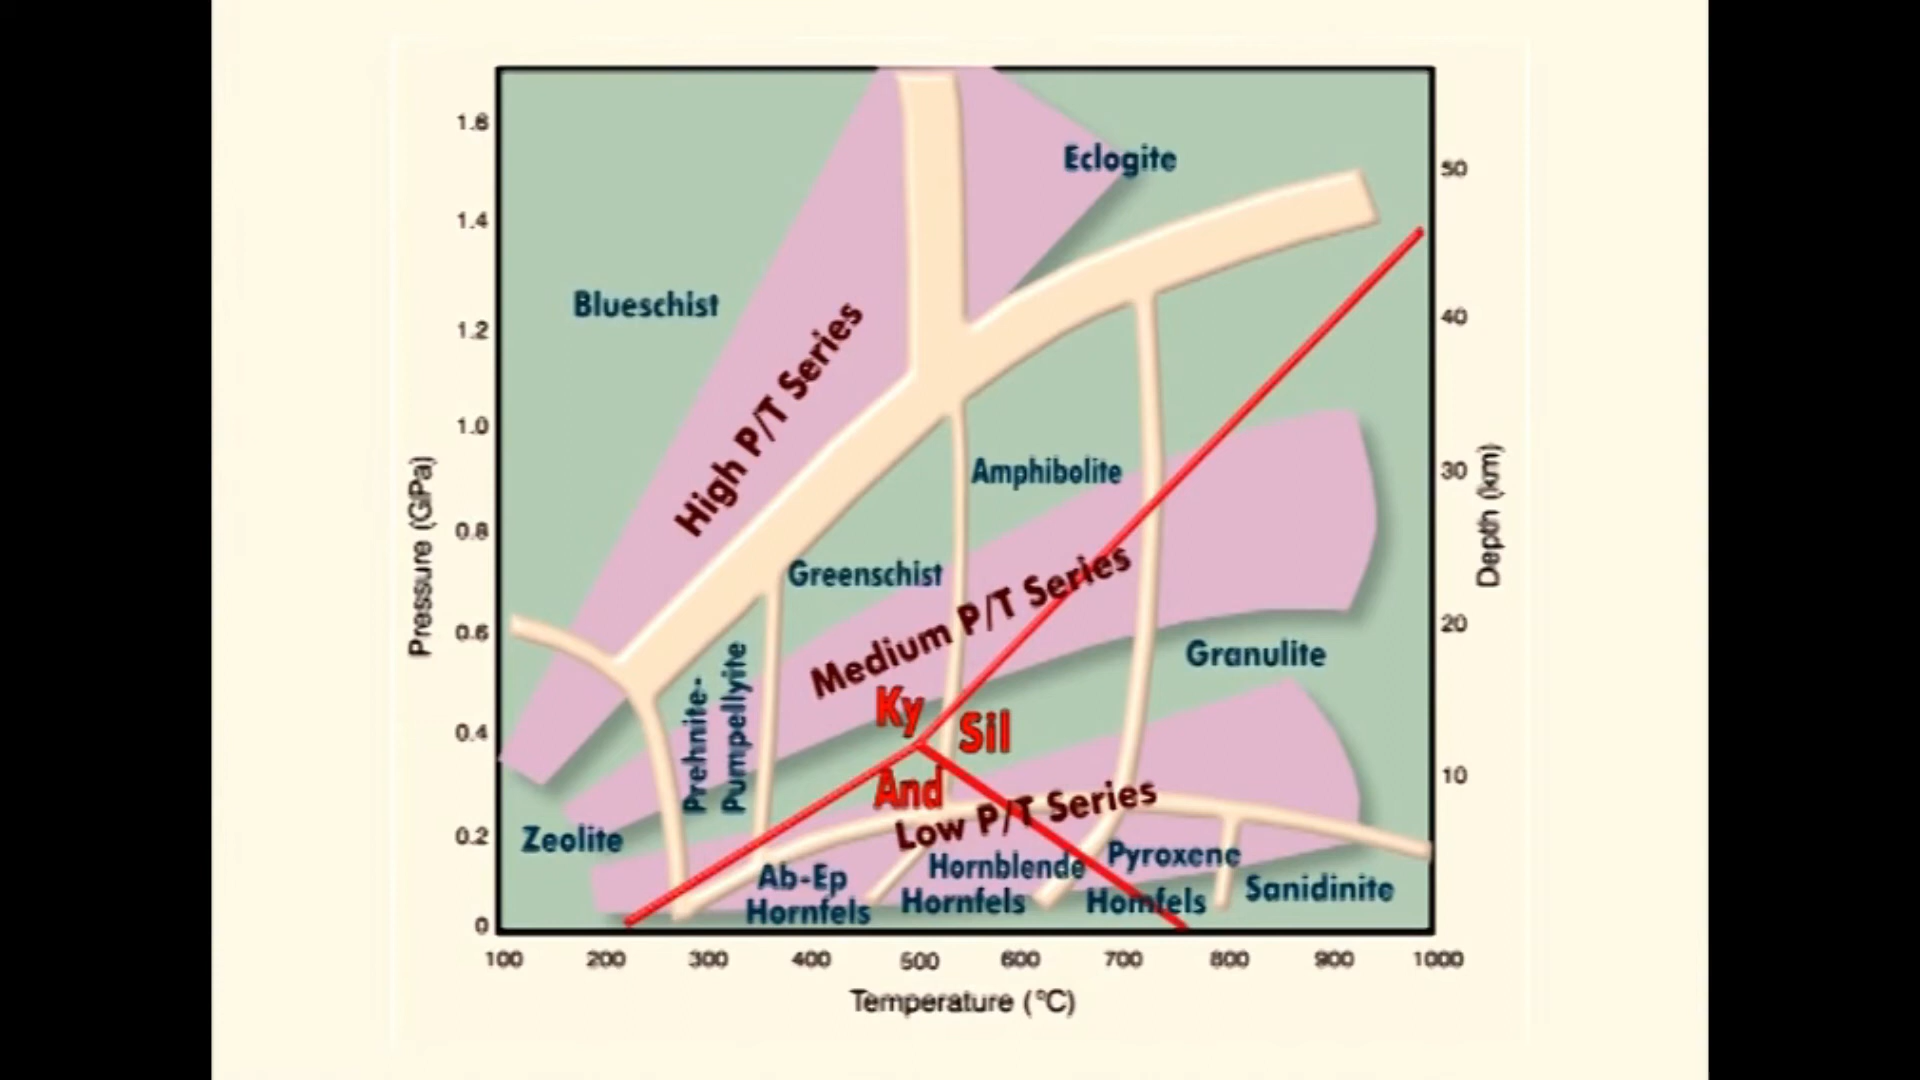 1.6
1.4
1.2
1.0
0.8
0.6
0.4
0.2
0
Pressure (GPa)
50
40
30
20
10
Depth (km)
Eclogite
Blueschist
High P/T Series
Amphibolite
Greenschist
Medium P/T Series
Granulite
Prehnite-
Pumpellyite
Ky
Sil
And
Low P/T Series
Zeolite
Ab-Ep
Hornfels
Hornblende
Hornfels
Pyroxene
Hornfels
Sanidinite
100 200 300 400 500 600 700 800 900 1000
Temperature (°C)